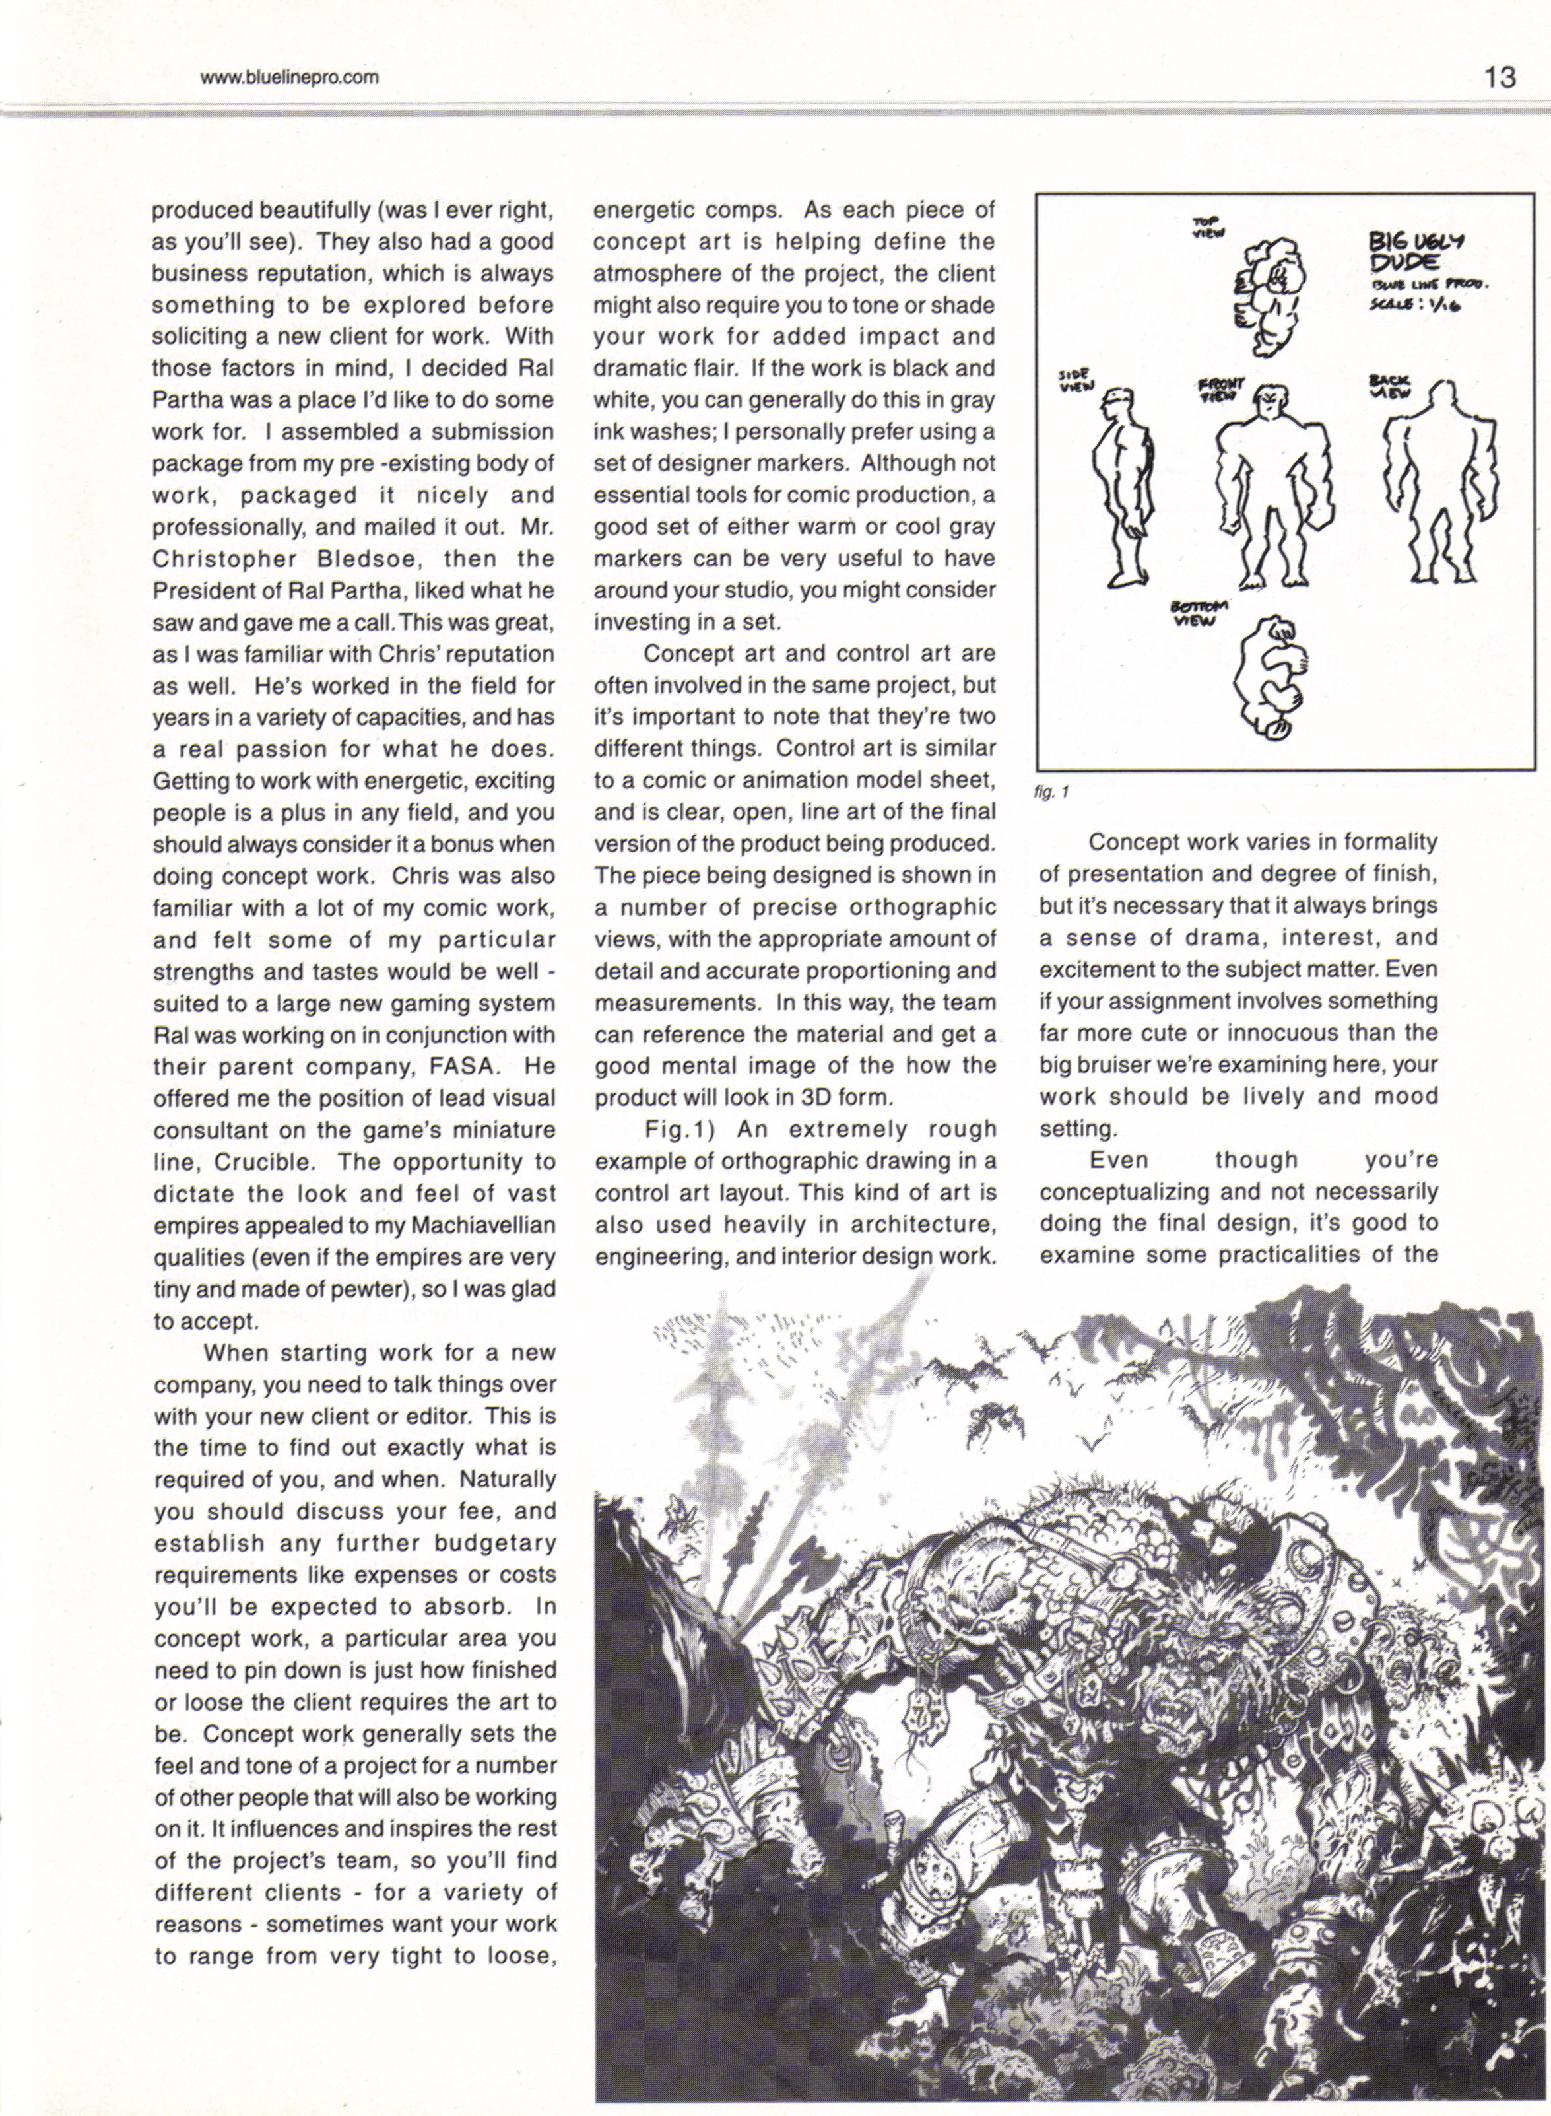 www.bluelinepro.com
13
produced beautifully (was I ever right,
as you'll see). They also had a good
business reputation, which is always
something to be explored before
soliciting a new client for work. With
those factors in mind, I decided Ral
Partha was a place I'd like to do some
work for. I assembled a submission
package from my pre -existing body of
work, packaged it nicely and
professionally, and mailed it out. Mr.
Christopher Bledsoe, then the
President of Ral Partha, liked what he
saw and gave me a call. This was great,
as I was familiar with Chris' reputation
as well. He's worked in the field for
years in a variety of capacities, and has
a real passion for what he does.
Getting to work with energetic, exciting
people is a plus in any field, and you
should always consider it a bonus when
doing concept work. Chris was also
familiar with a lot of my comic work,
and felt some of my particular
strengths and tastes would be well -
suited to a large new gaming system
Ral was working on in conjunction with
their parent company, FASA. He
offered me the position of lead visual
consultant on the game's miniature
line, Crucible. The opportunity to
dictate the look and feel of vast
empires appealed to my Machiavellian
qualities (even if the empires are very
tiny and made of pewter), so I was glad
to accept.
When starting work for a new
company, you need to talk things over
with your new client or editor. This is
the time to find out exactly what is
required of you, and when. Naturally
you should discuss your fee, and
establish any further budgetary
requirements like expenses or costs
you'll be expected to absorb. In
concept work, a particular area you
need to pin down is just how finished
or loose the client requires the art to
be. Concept work generally sets the
feel and tone of a project for a number
of other people that will also be working
on it. It influences and inspires the rest
of the project's team, so you'll find
different clients - for a variety of
reasons - sometimes want your work
to range from very tight to loose,
energetic comps. As each piece of
concept art is helping define the
atmosphere of the project, the client
might also require you to tone or shade
your work for added impact and
dramatic flair. If the work is black and
white, you can generally do this in gray
ink washes; I personally prefer using a
set of designer markers. Although not
essential tools for comic production, a
good set of either warm or cool gray
markers can be very useful to have
around your studio, you might consider
investing in a set.
Concept art and control art are
often involved in the same project, but
it's important to note that they're two
different things. Control art is similar
to a comic or animation model sheet,
and is clear, open, line art of the final
version of the product being produced.
The piece being designed is shown in
a number of precise orthographic
views, with the appropriate amount of
detail and accurate proportioning and
measurements. In this way, the team
can reference the material and get a
good mental image of the how the
product will look in 3D form.
Fig.1) An extremely rough
example of orthographic drawing in a
control art layout. This kind of art is
also used heavily in architecture,
engineering, and interior design work.
TOP
VIEW
BIG UGLY
DUDE
BLUE LINE PROD.
SCALE : 1/16
SIDE
VIEW
FRONT
VIEW
BACK
VIEW
BOTTOM
VIEW
fig. 1
Concept work varies in formality
of presentation and degree of finish,
but it's necessary that it always brings
a sense of drama, interest, and
excitement to the subject matter. Even
if your assignment involves something
far more cute or innocuous than the
big bruiser we're examining here, your
work should be lively and mood
setting.
Even though you're
conceptualizing and not necessarily
doing the final design, it's good to
examine some practicalities of the